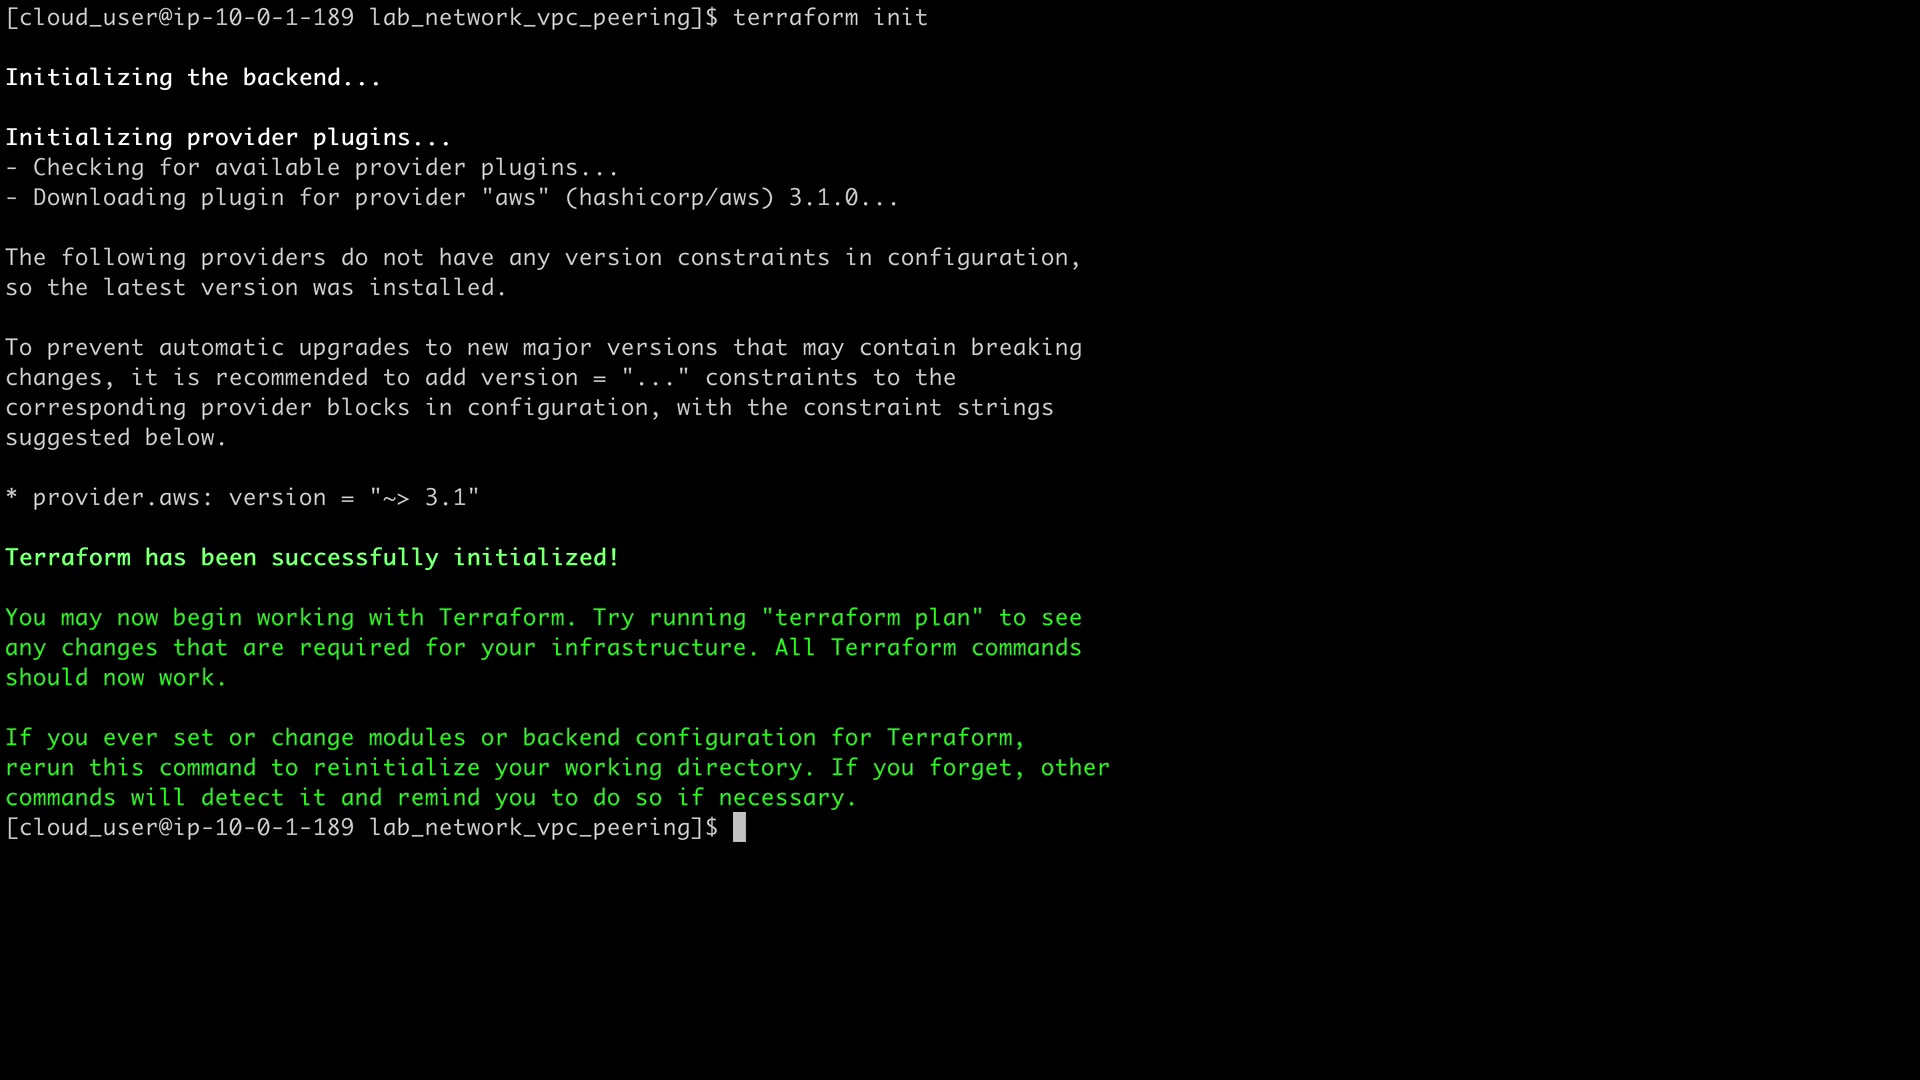 [cloud_user@ip-10-0-1-189 lab_network_vpc_peering]$ terraform init
Initializing the backend...
Initializing provider plugins...
- Checking for available provider plugins...
- Downloading plugin for provider "aws" (hashicorp/aws) 3.1.0...
The following providers do not have any version constraints in configuration,
so the latest version was installed.
To prevent automatic upgrades to new major versions that may contain breaking
changes, it is recommended to add version = "..." constraints to the
corresponding provider blocks in configuration, with the constraint strings
suggested below.
* provider.aws: version = "~> 3.1"
Terraform has been successfully initialized!
You may now begin working with Terraform. Try running "terraform plan" to see
any changes that are required for your infrastructure. All Terraform commands
should now work.
If you ever set or change modules or backend configuration for Terraform,
rerun this command to reinitialize your working directory. If you forget, other
commands will detect it and remind you to do so if necessary.
[cloud_user@ip-10-0-1-189 lab_network_vpc_peering]$